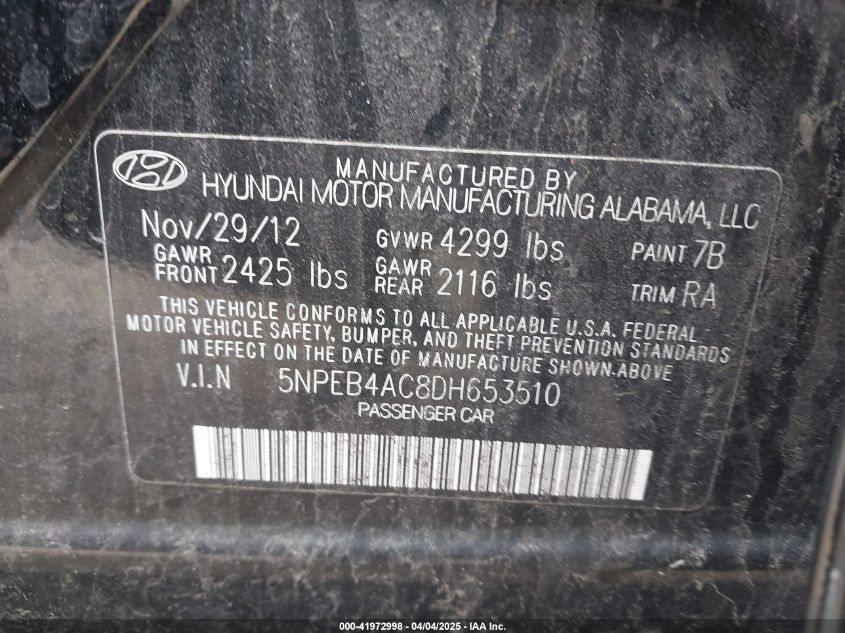 MANUFACTURED BY
HYUNDAI MOTOR MANUFACTURING ALABAMA, LLC
Nov/29/12 GVWR 4299 lbs PAINT 7B
GAWR FRONT 2425 lbs GAWR REAR 2116 lbs TRIM RA
THIS VEHICLE CONFORMS TO ALL APPLICABLE U.S.A. FEDERAL
MOTOR VEHICLE SAFETY, BUMPER, AND THEFT PREVENTION STANDARDS
IN EFFECT ON THE DATE OF MANUFACTURE SHOWN ABOVE
V.I.N 5NPEB4AC8DH653510
PASSENGER CAR
000-41972998 - 04/04/2025 - IAA Inc.